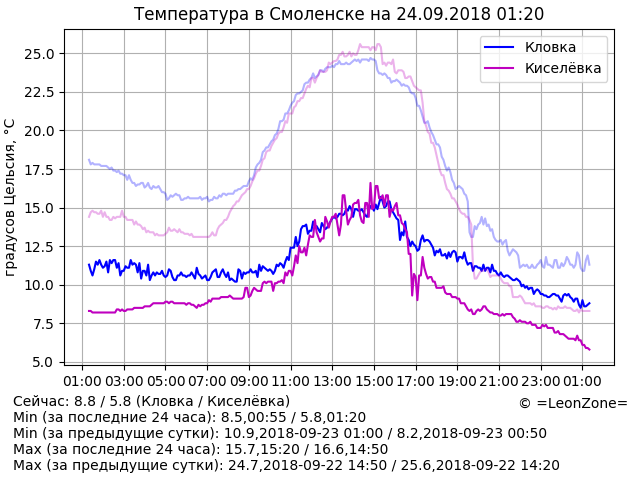 Температура в Смоленске на 24.09.2018 01:20
градусов Цельсия, °C
25.0
22.5
20.0
17.5
15.0
12.5
10.0
7.5
5.0
Кловка
Киселёвка
01:00 03:00 05:00 07:00 09:00 11:00 13:00 15:00 17:00 19:00 21:00 23:00 01:00
Сейчас: 8.8 / 5.8 (Кловка / Киселёвка)
© =LeonZone=
Min (за последние 24 часа): 8.5,00:55 / 5.8,01:20
Min (за предыдущие сутки): 10.9,2018-09-23 01:00 / 8.2,2018-09-23 00:50
Max (за последние 24 часа): 15.7,15:20 / 16.6,14:50
Max (за предыдущие сутки): 24.7,2018-09-22 14:50 / 25.6,2018-09-22 14:20